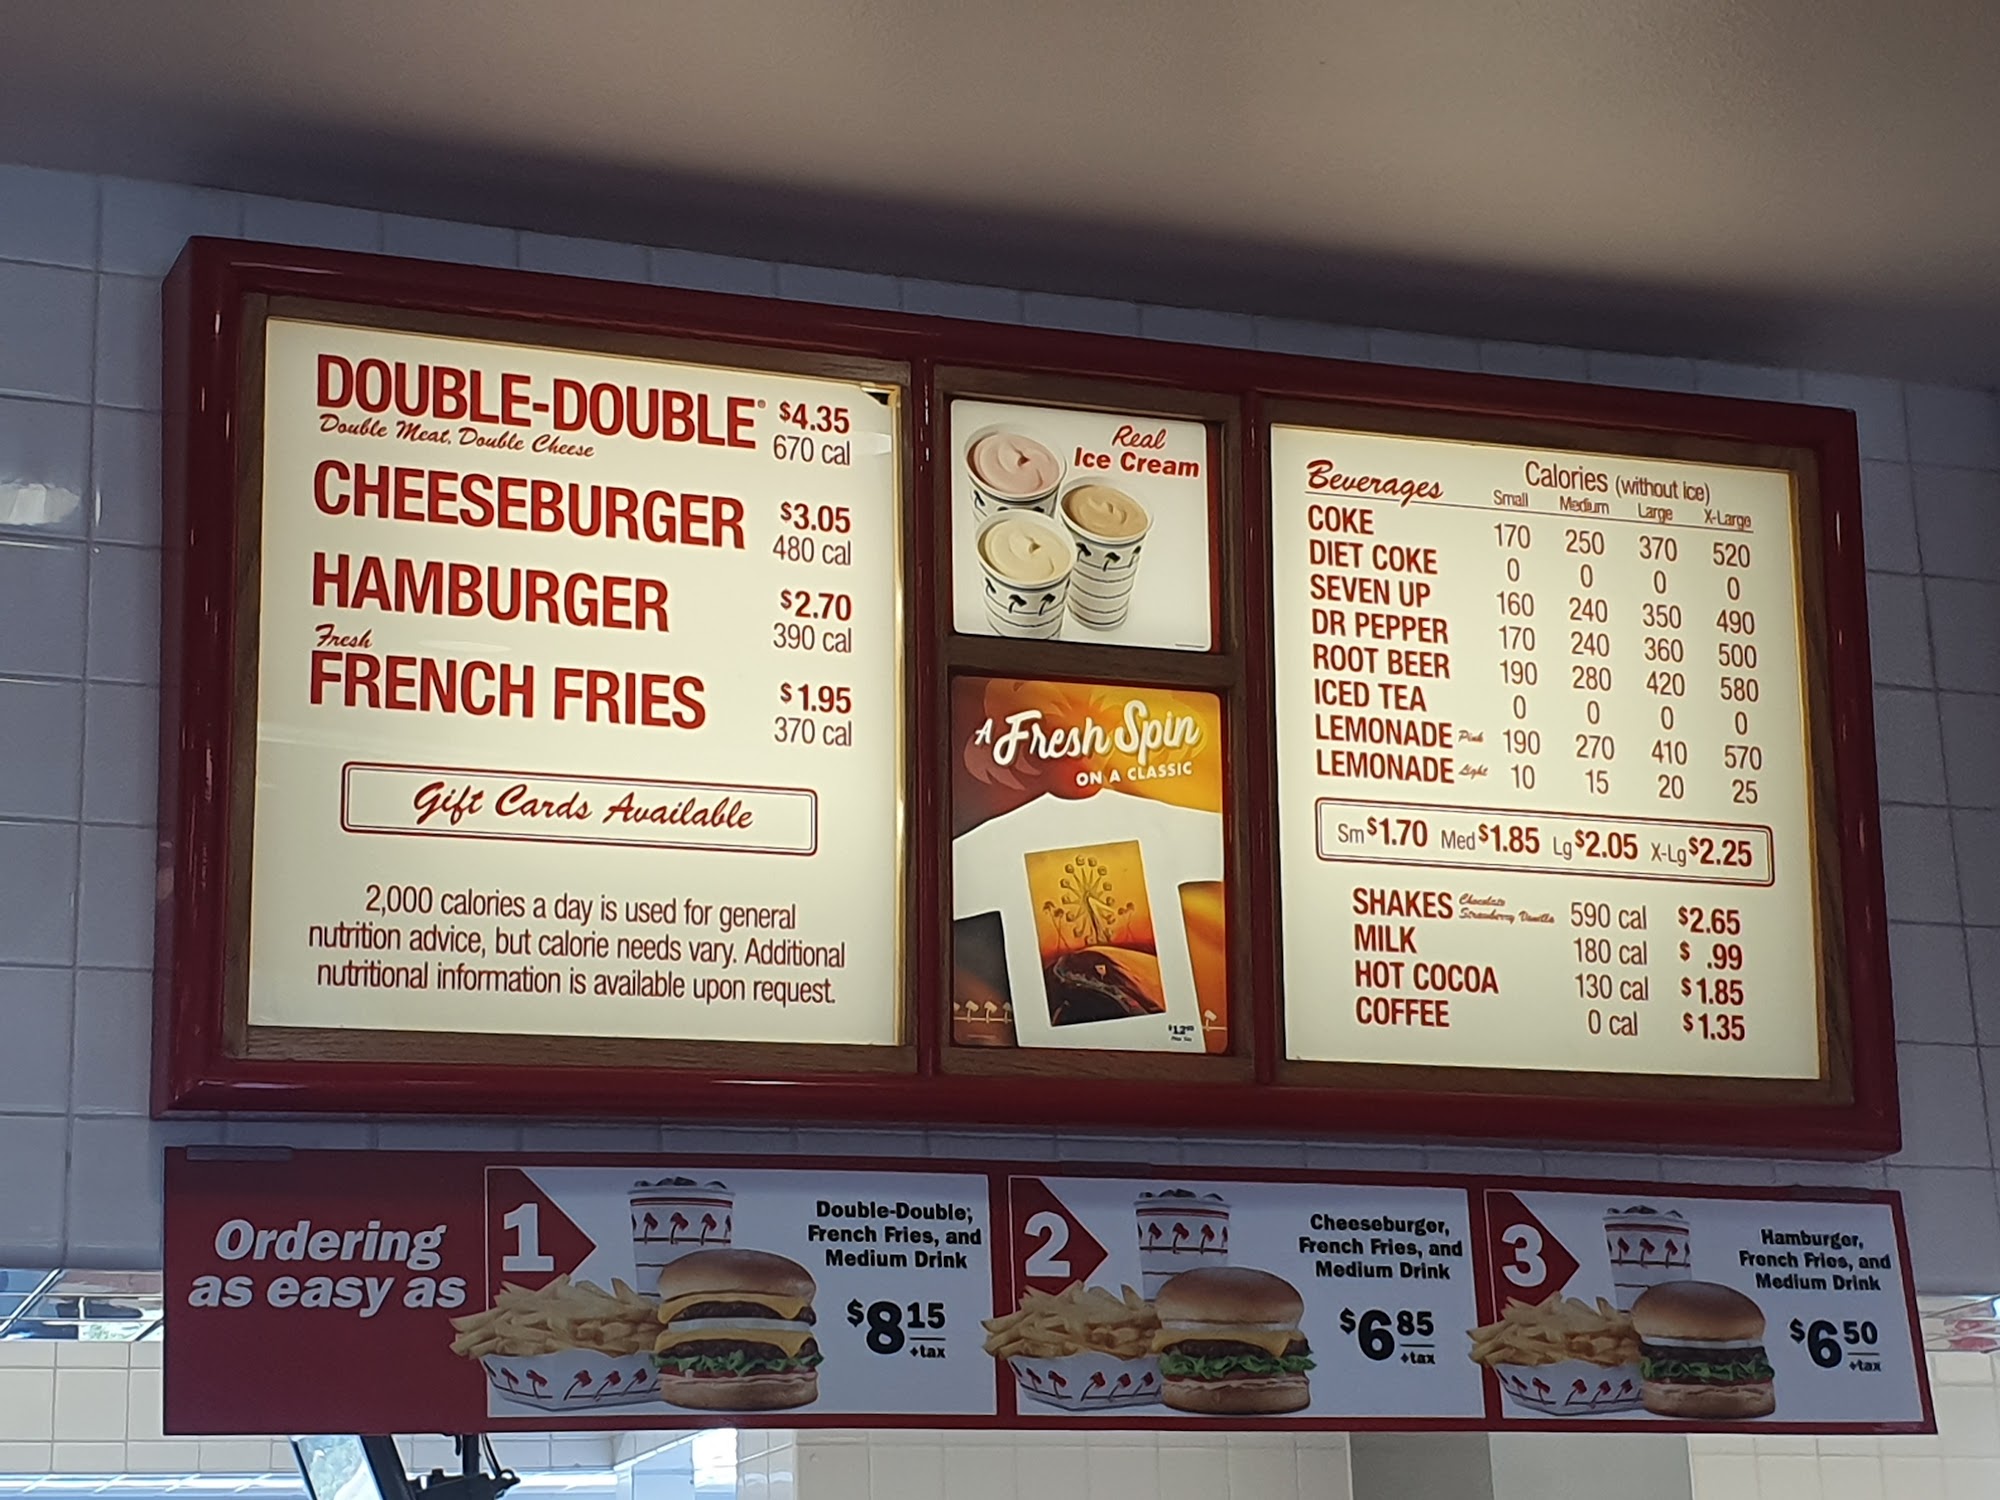 DOUBLE-DOUBLE® $4.35
Double Meat, Double Cheese 670 cal
CHEESEBURGER $3.05
480 cal
HAMBURGER $2.70
390 cal
Fresh
FRENCH FRIES $1.95
370 cal
Gift Cards Available
2,000 calories a day is used for general
nutrition advice, but calorie needs vary. Additional
nutritional information is available upon request.
Real
Ice Cream
A Fresh Spin
ON A CLASSIC
Beverages Calories (without ice)
Small Medium Large X-Large
COKE 170 250 370 520
DIET COKE 0 0 0 0
SEVEN UP 160 240 350 490
DR PEPPER 170 240 360 500
ROOT BEER 190 280 420 580
ICED TEA 0 0 0 0
LEMONADE Pink 190 270 410 570
LEMONADE Light 10 15 20 25
Sm $1.70 Med $1.85 Lg $2.05 X-Lg $2.25
SHAKES Chocolate Strawberry Vanilla 590 cal $2.65
MILK 180 cal $ .99
HOT COCOA 130 cal $1.85
COFFEE 0 cal $1.35
Ordering
as easy as
1
Double-Double,
French Fries, and
Medium Drink
$8.15
+tax
2
Cheeseburger,
French Fries, and
Medium Drink
$6.85
+tax
3
Hamburger,
French Fries, and
Medium Drink
$6.50
+tax